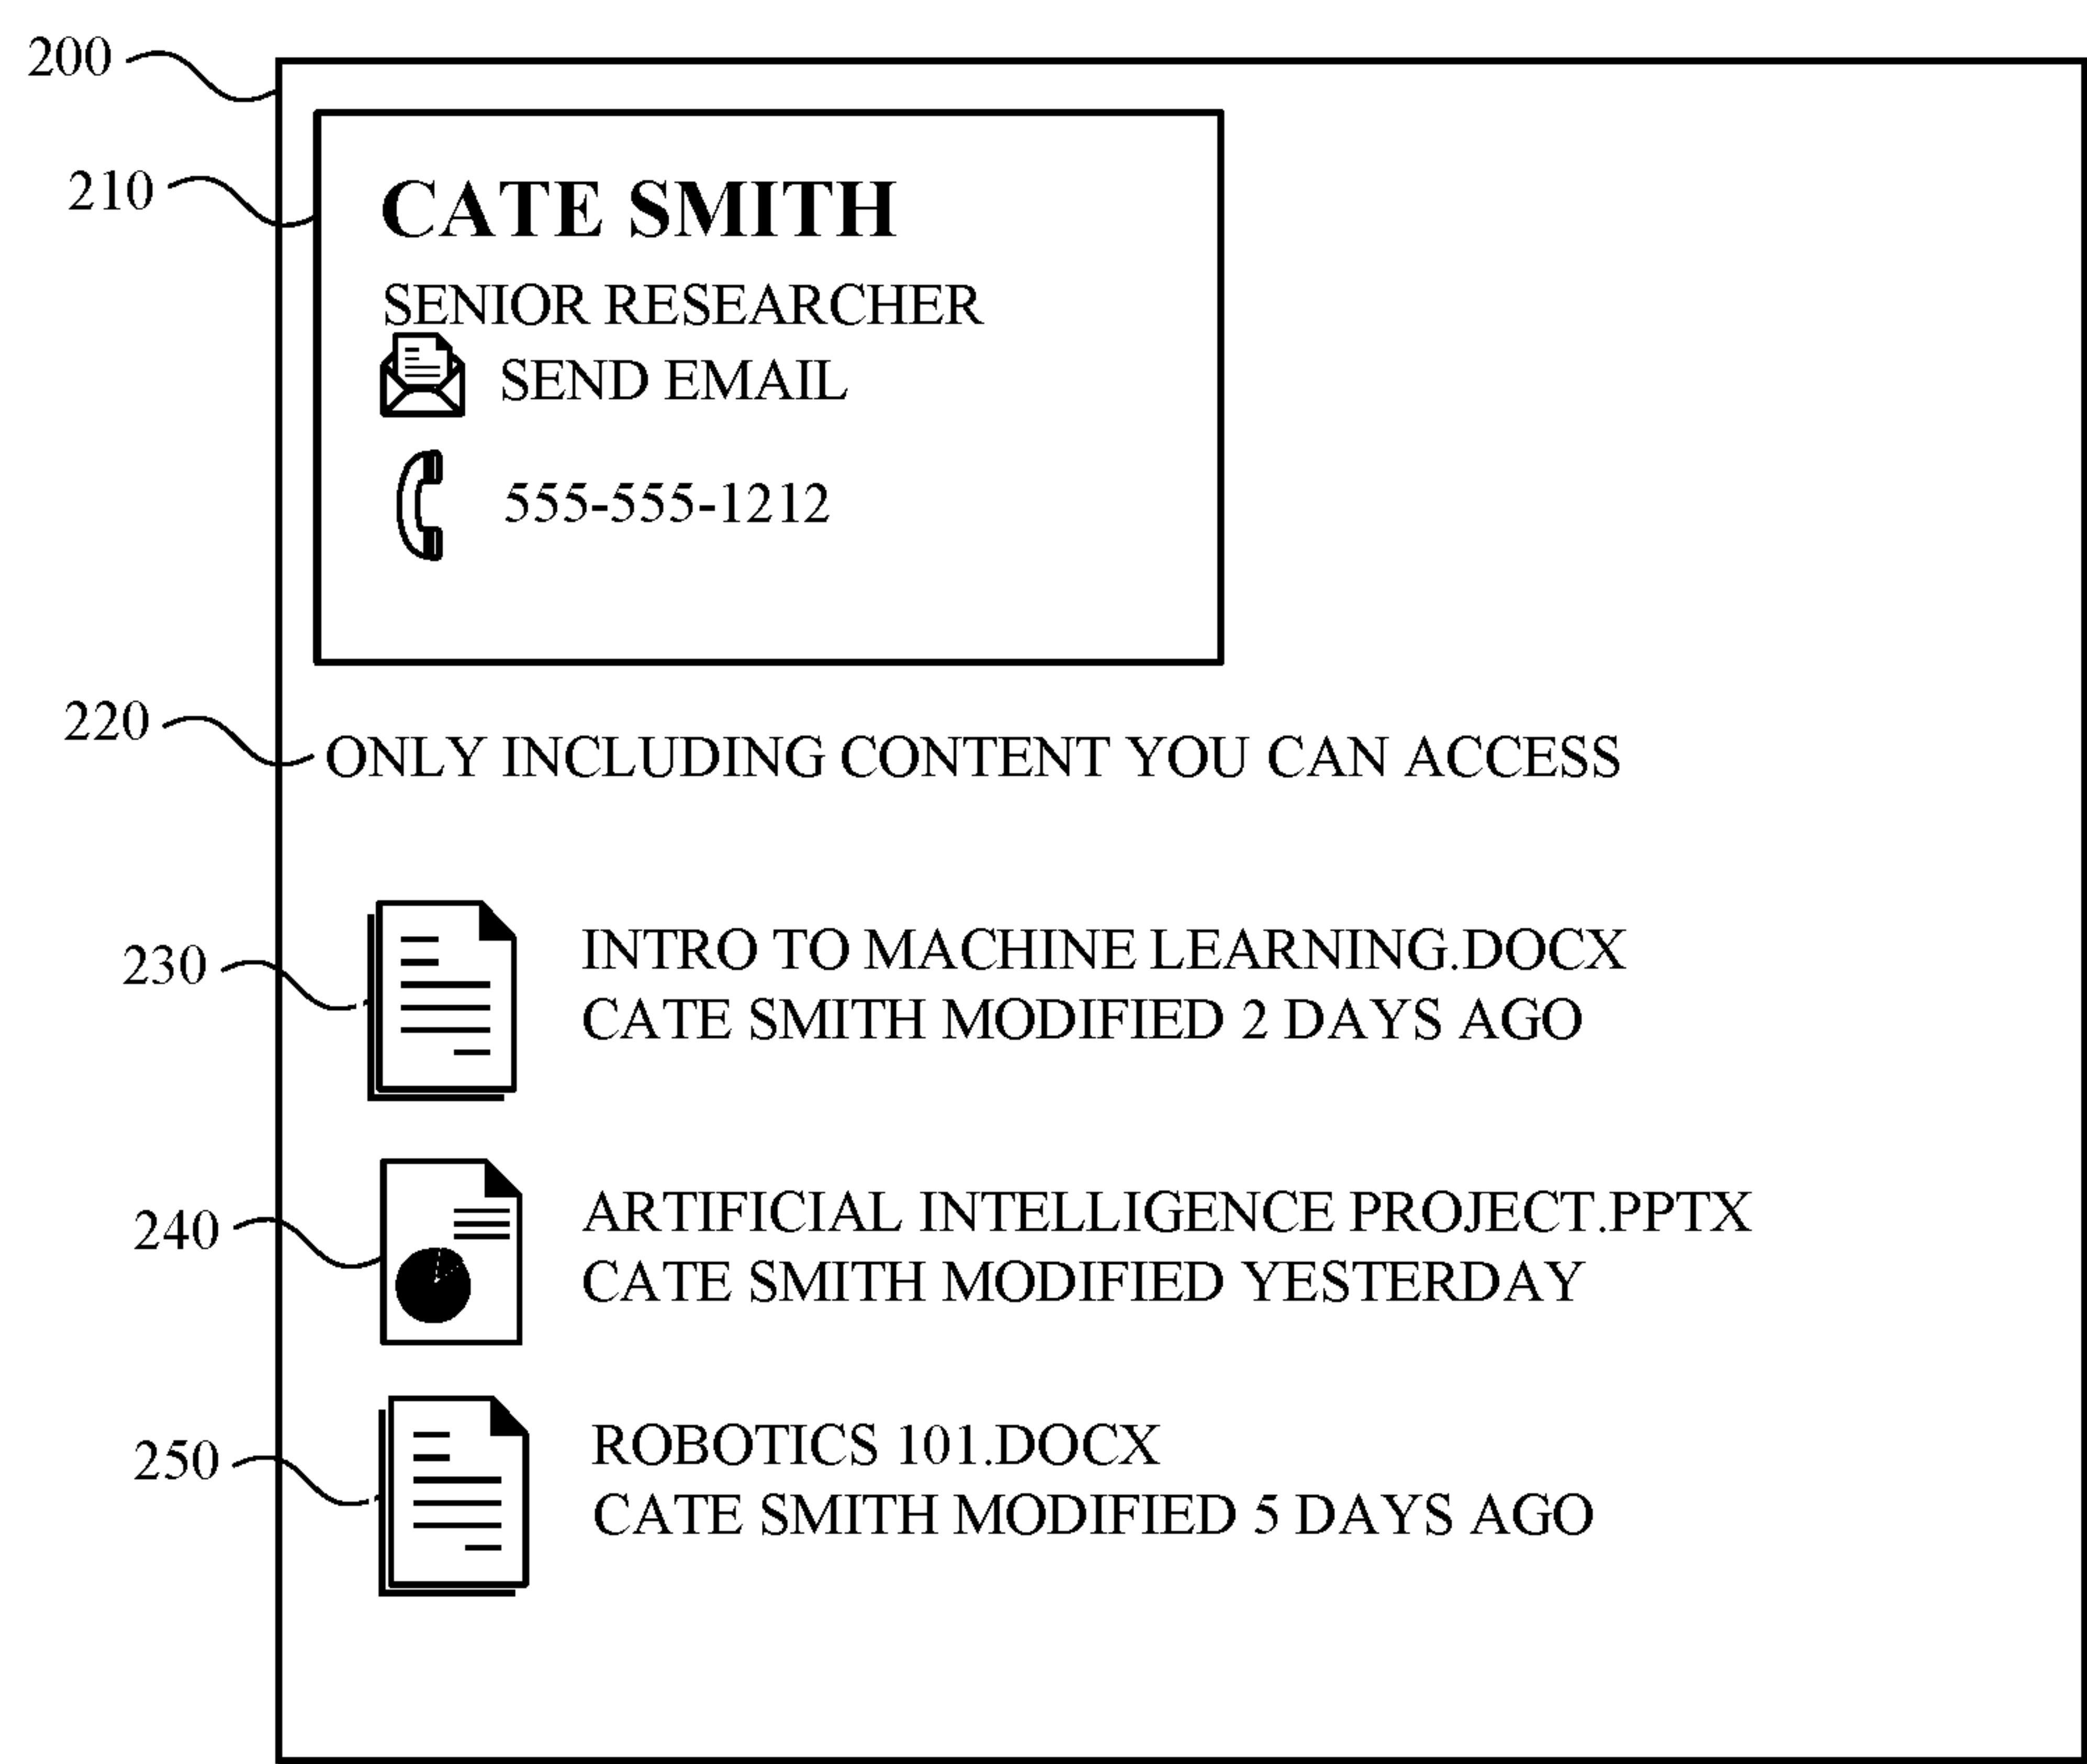 200
210
CATE SMITH
SENIOR RESEARCHER
SEND EMAIL
555-555-1212
220
ONLY INCLUDING CONTENT YOU CAN ACCESS
230
INTRO TO MACHINE LEARNING.DOCX
CATE SMITH MODIFIED 2 DAYS AGO
240
ARTIFICIAL INTELLIGENCE PROJECT.PPTX
CATE SMITH MODIFIED YESTERDAY
250
ROBOTICS 101.DOCX
CATE SMITH MODIFIED 5 DAYS AGO